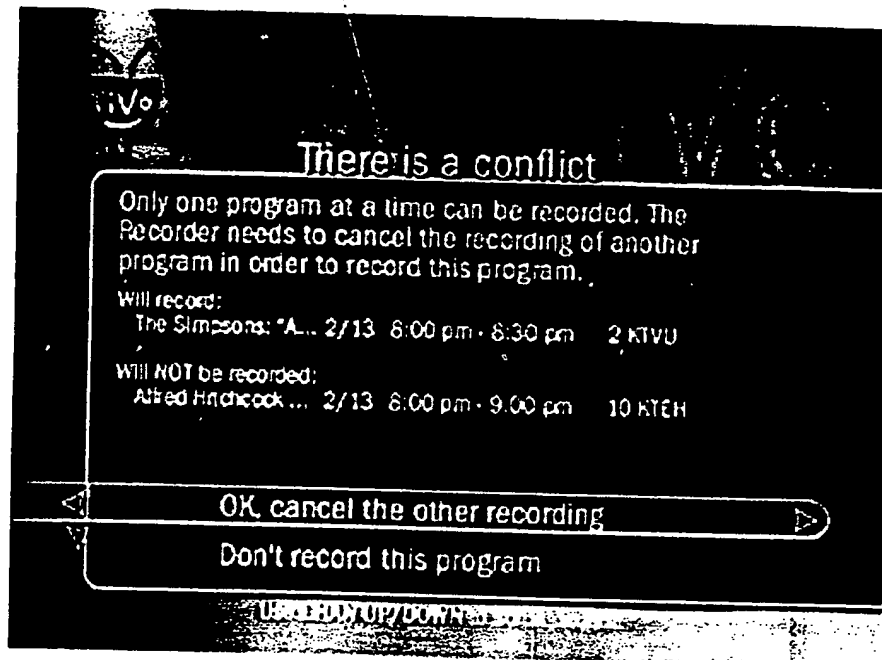 TiVo
There is a conflict
Only one program at a time can be recorded. The
Recorder needs to cancel the recording of another
program in order to record this program.
Will record:
The Simpsons: "A... 2/13 8:00 pm - 8:30 pm 2 KTVU
Will NOT be recorded:
Alfred Hitchcock ... 2/13 8:00 pm - 9:00 pm 10 KTEH
OK, cancel the other recording
Don't record this program
UP/DOWN